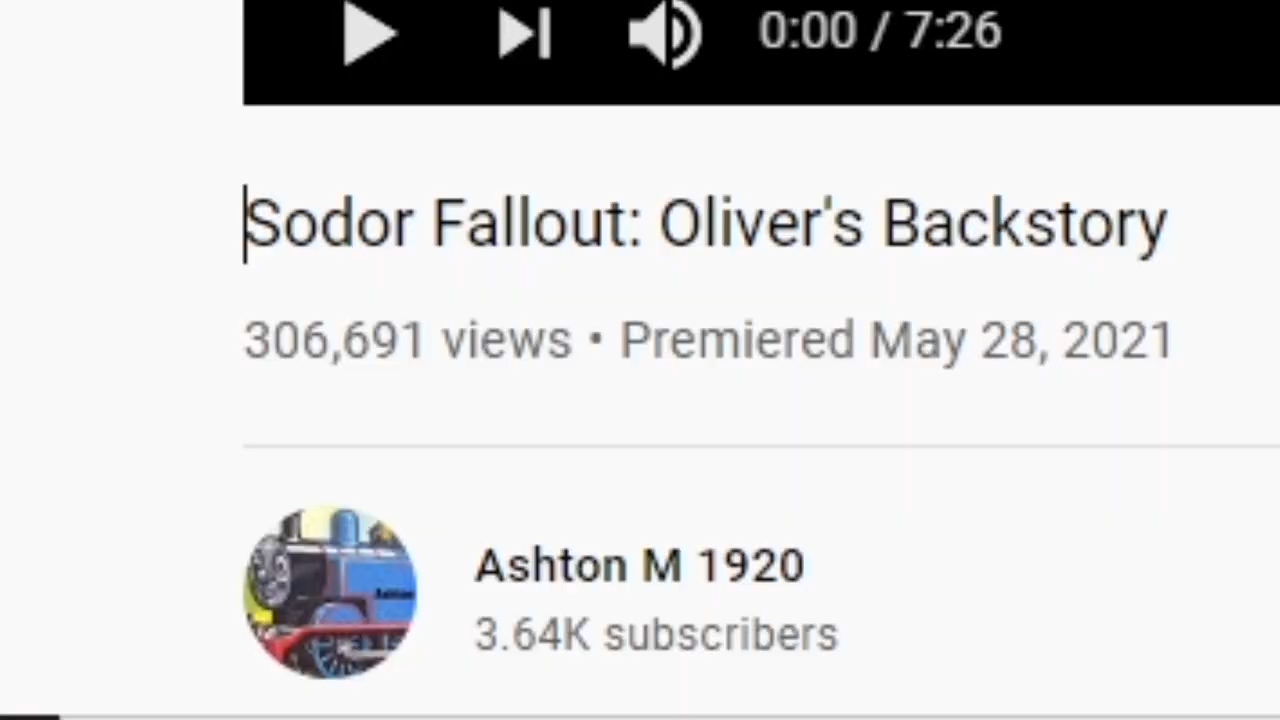 0:00 / 7:26
Sodor Fallout: Oliver's Backstory
306,691 views • Premiered May 28, 2021
Ashton M 1920
3.64K subscribers